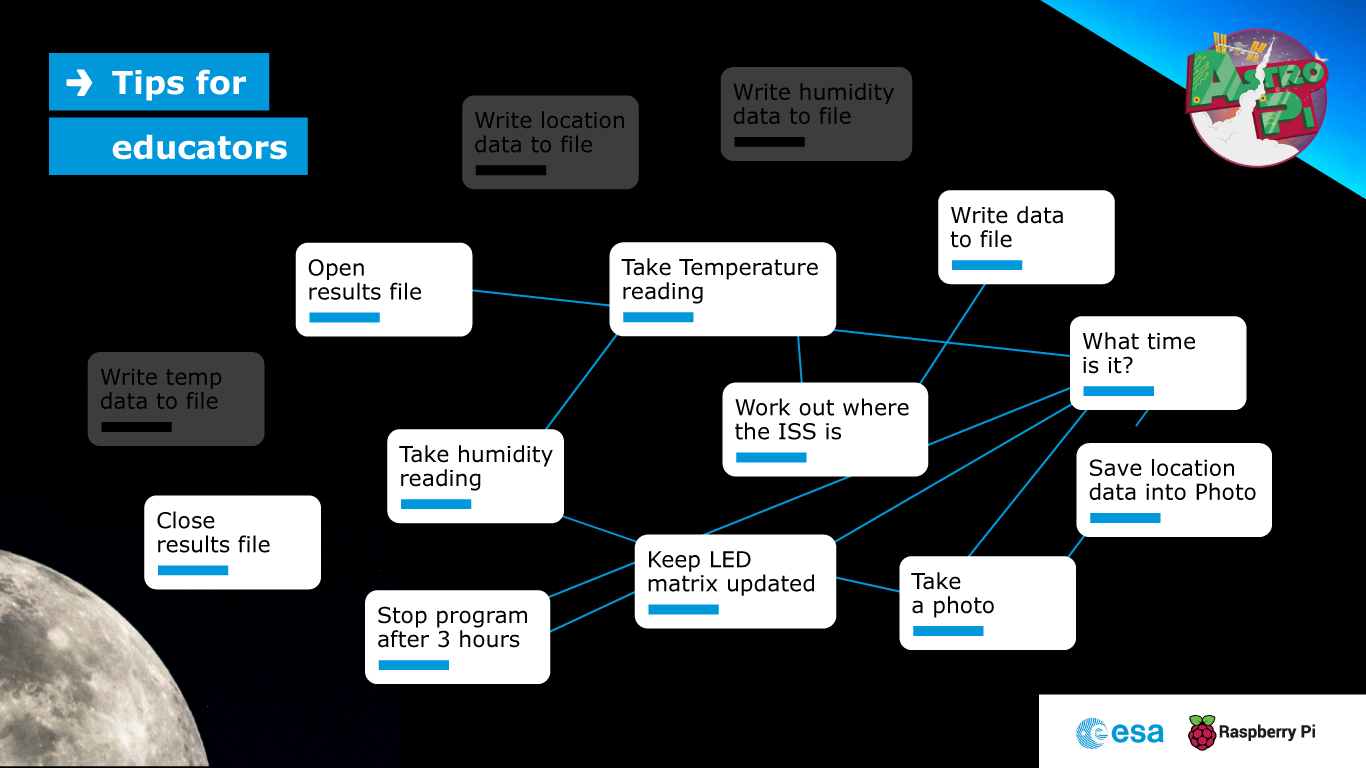 → Tips for
educators
ASTRO
Pi
Write location
data to file
Write humidity
data to file
Write data
to file
Open
results file
Take Temperature
reading
What time
is it?
Write temp
data to file
Work out where
the ISS is
Take humidity
reading
Save location
data into Photo
Close
results file
Keep LED
matrix updated
Take
a photo
Stop program
after 3 hours
esa
Raspberry Pi